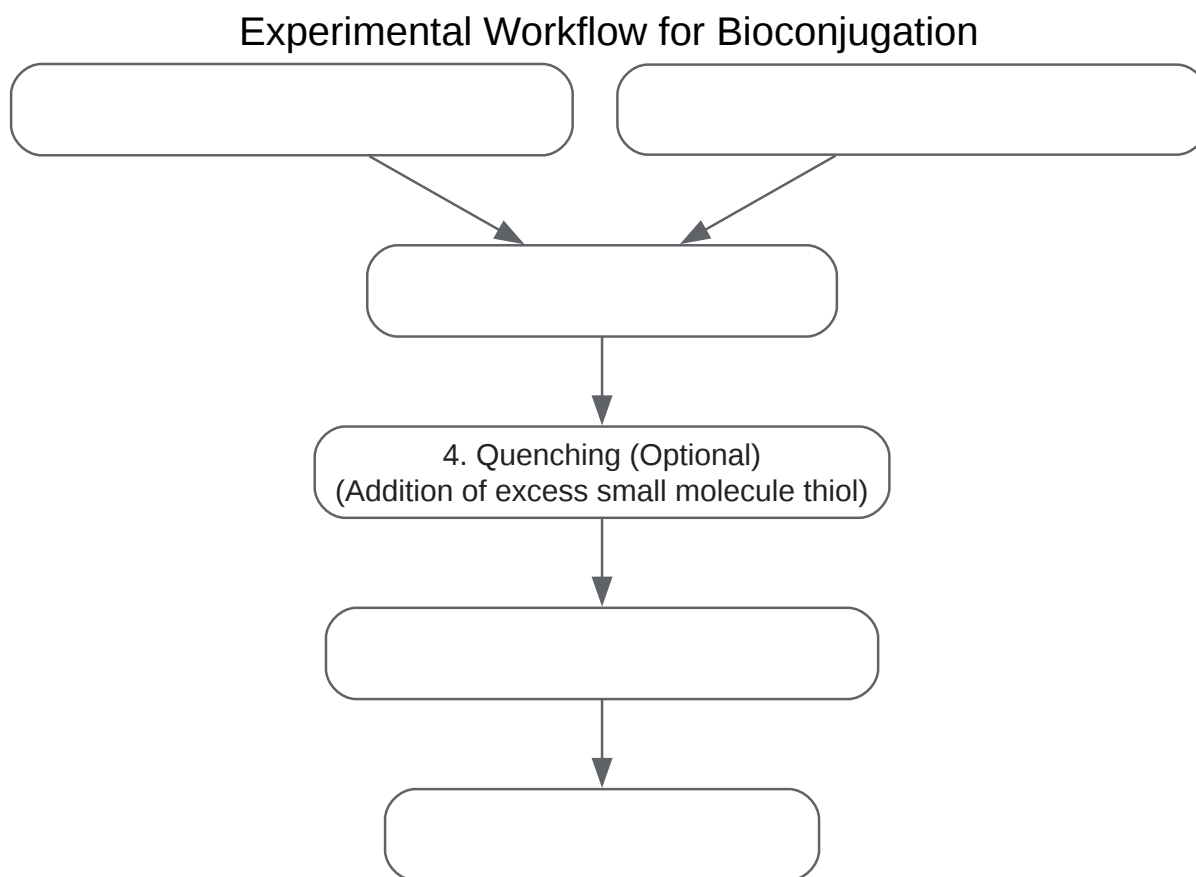 Experimental Workflow for Bioconjugation
4. Quenching (Optional)
(Addition of excess small molecule thiol)